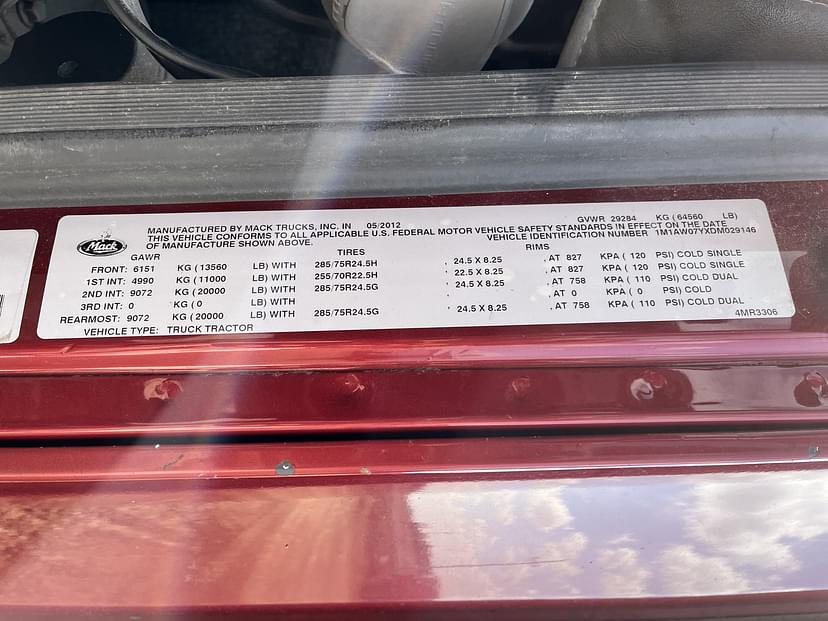 MANUFACTURED BY MACK TRUCKS, INC. IN 05/2012 GVWR 29284 KG ( 64560 LB)
THIS VEHICLE CONFORMS TO ALL APPLICABLE U.S. FEDERAL MOTOR VEHICLE SAFETY STANDARDS IN EFFECT ON THE DATE
OF MANUFACTURE SHOWN ABOVE. VEHICLE IDENTIFICATION NUMBER 1M1AW07YXDM029146
Mack
GAWR TIRES RIMS
FRONT: 6151 KG ( 13560 LB) WITH 285/75R24.5H , 24.5 X 8.25 , AT 827 KPA ( 120 PSI) COLD SINGLE
1ST INT: 4990 KG ( 11000 LB) WITH 255/70R22.5H , 22.5 X 8.25 , AT 827 KPA ( 120 PSI) COLD SINGLE
2ND INT: 9072 KG ( 20000 LB) WITH 285/75R24.5G , 24.5 X 8.25 , AT 758 KPA ( 110 PSI) COLD DUAL
3RD INT: 0 KG ( 0 LB) WITH , , AT 0 KPA ( 0 PSI) COLD
REARMOST: 9072 KG ( 20000 LB) WITH 285/75R24.5G , 24.5 X 8.25 , AT 758 KPA ( 110 PSI) COLD DUAL
VEHICLE TYPE: TRUCK TRACTOR 4MR3306